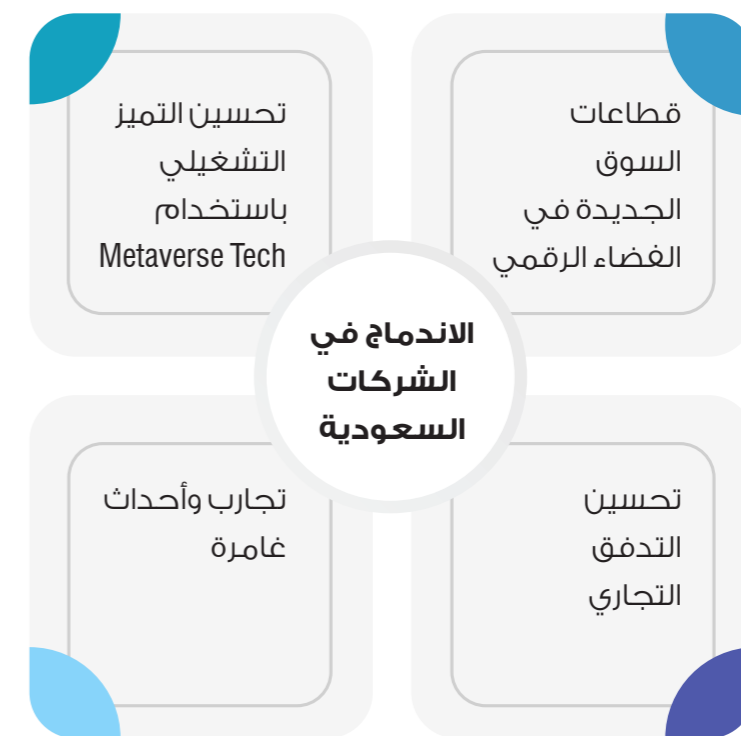 قطاعات
السوق
الجديدة في
الفضاء الرقمي
تحسين التميز
التشغيلي
باستخدام
Metaverse Tech
الاندماج في
الشركات
السعودية
تحسين
التدفق
التجاري
تجارب وأحداث
غامرة